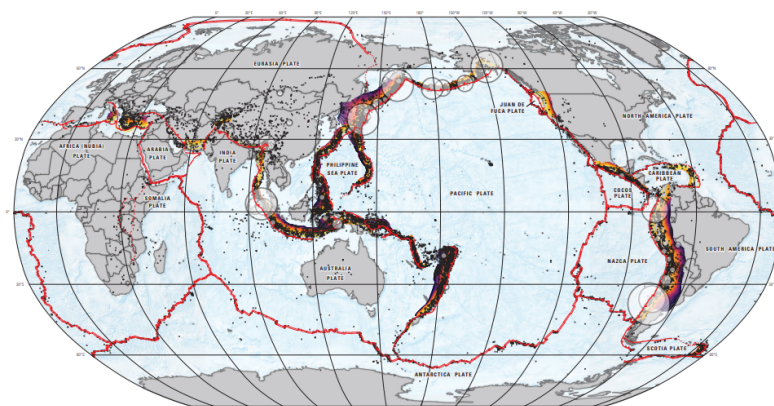 EURASIA PLATE
JUAN DE
FUCA PLATE
NORTH AMERICA PLATE
AFRICA (NUBIA)
PLATE
ARABIA
PLATE
INDIA
PLATE
PHILIPPINE
SEA PLATE
CARIBBEAN
PLATE
COCOS
PLATE
PACIFIC PLATE
SOMALIA
PLATE
SOUTH AMERICA PLATE
NAZCA PLATE
AUSTRALIA
PLATE
SCOTIA PLATE
ANTARCTICA PLATE